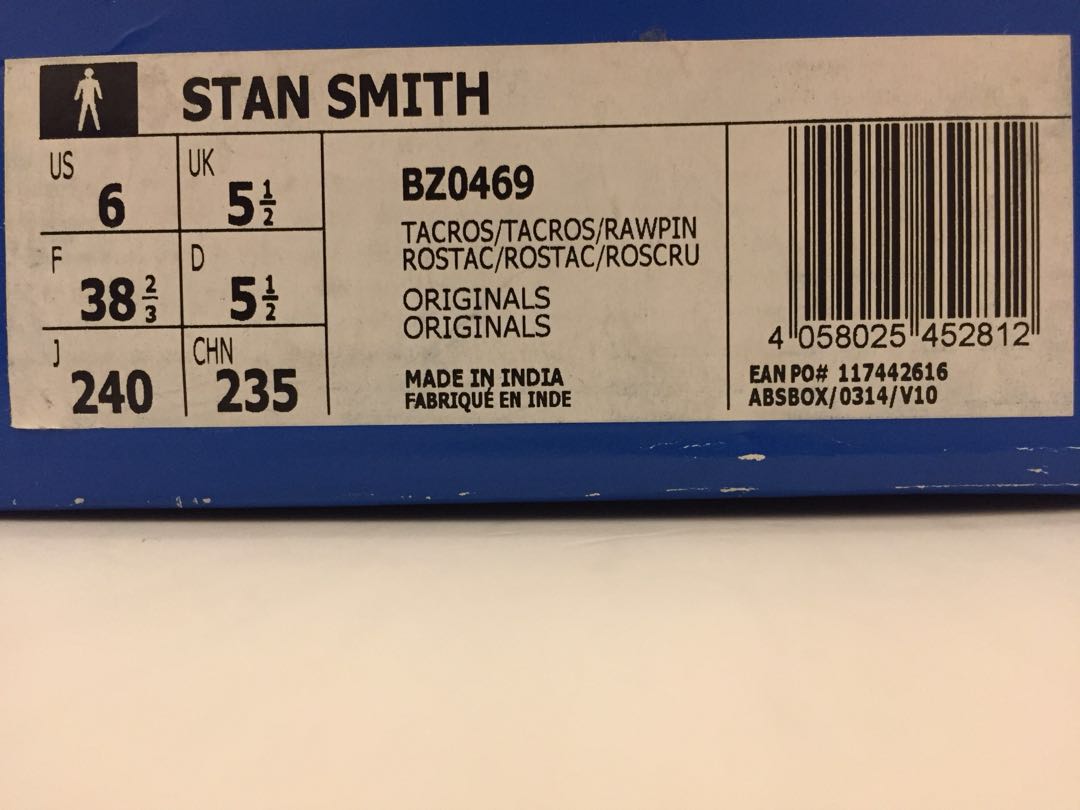 STAN SMITH
US 6
UK 5 1/2
F 38 2/3
D 5 1/2
J 240
CHN 235
BZ0469
TACROS/TACROS/RAWPIN
ROSTAC/ROSTAC/ROSCRU
ORIGINALS
ORIGINALS
MADE IN INDIA
FABRIQUÉ EN INDE
4 058025 452812
EAN PO# 117442616
ABSBOX/0314/V10